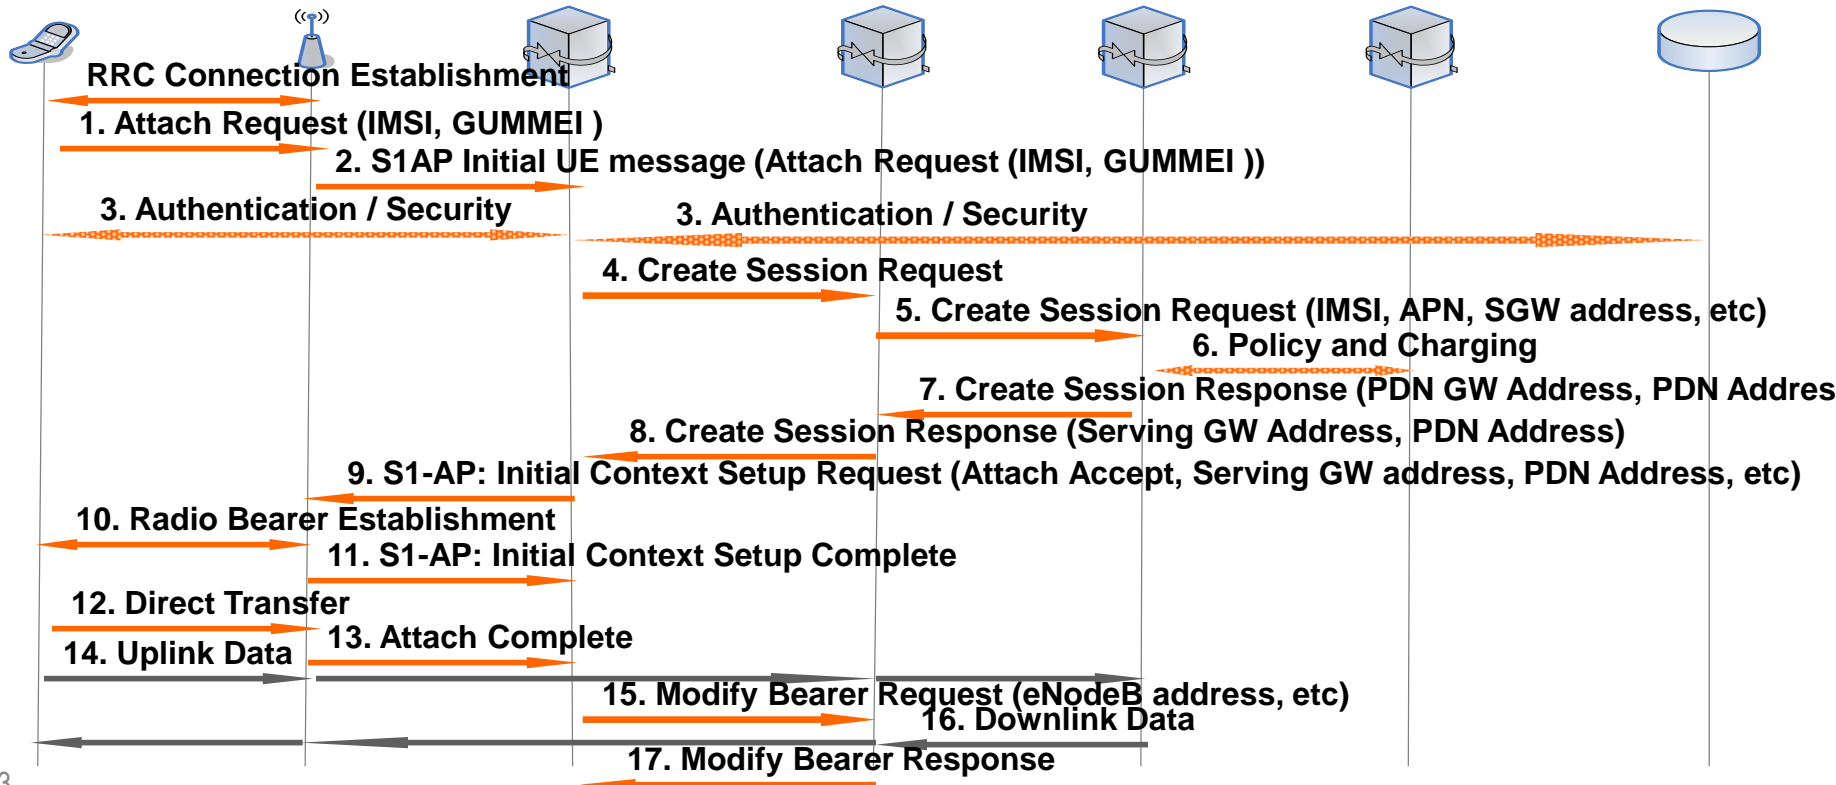 RRC Connection Establishment
1. Attach Request (IMSI, GUMMEI )
2. S1AP Initial UE message (Attach Request (IMSI, GUMMEI ))
3. Authentication / Security
3. Authentication / Security
4. Create Session Request
5. Create Session Request (IMSI, APN, SGW address, etc)
6. Policy and Charging
7. Create Session Response (PDN GW Address, PDN Addres
8. Create Session Response (Serving GW Address, PDN Address)
9. S1-AP: Initial Context Setup Request (Attach Accept, Serving GW address, PDN Address, etc)
10. Radio Bearer Establishment
11. S1-AP: Initial Context Setup Complete
12. Direct Transfer
13. Attach Complete
14. Uplink Data
15. Modify Bearer Request (eNodeB address, etc)
16. Downlink Data
17. Modify Bearer Response